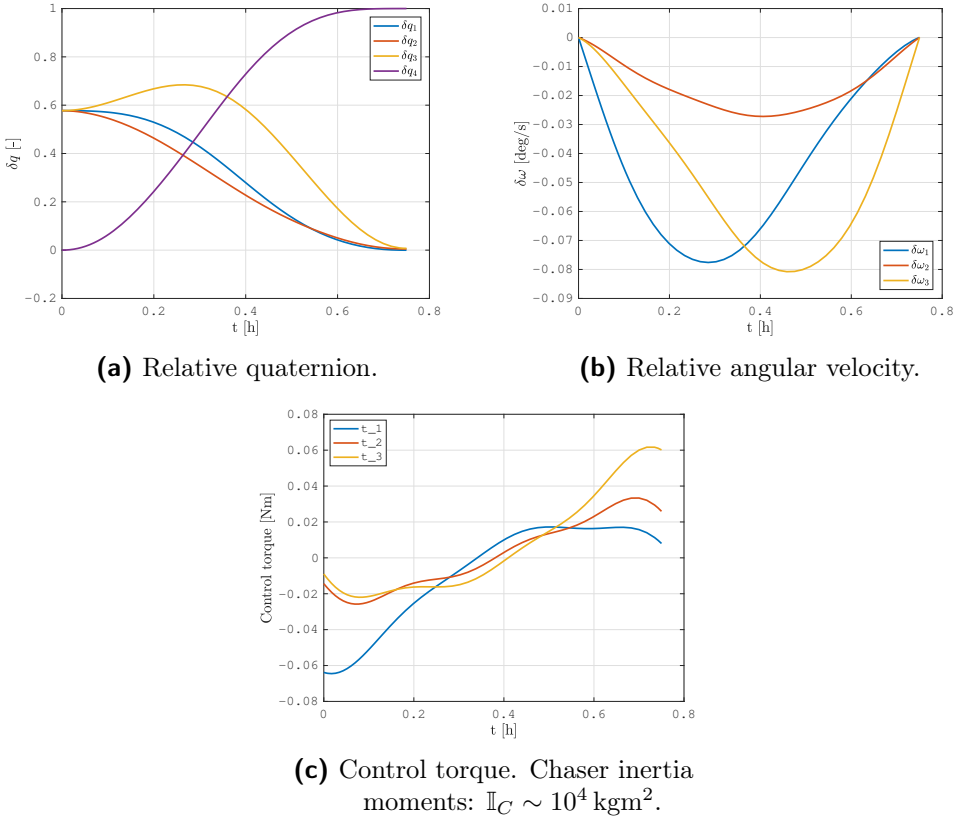 1
0.8
0.6
0.4
0.2
0
-0.2
0 0.2 0.4 0.6 0.8
t [h]
δq [-]
δq₁
δq₂
δq₃
δq₄
(a) Relative quaternion.
0
-0.01
-0.02
-0.03
-0.04
-0.05
-0.06
-0.07
-0.08
-0.09
0 0.2 0.4 0.6 0.8
t [h]
δω [deg/s]
δω₁
δω₂
δω₃
(b) Relative angular velocity.
0.08
0.06
0.04
0.02
0
-0.02
-0.04
-0.06
-0.08
0 0.2 0.4 0.6 0.8
t [h]
Control torque [Nm]
t_1
t_2
t_3
(c) Control torque. Chaser inertia
moments: 𝕀_C ∼ 10⁴ kgm².